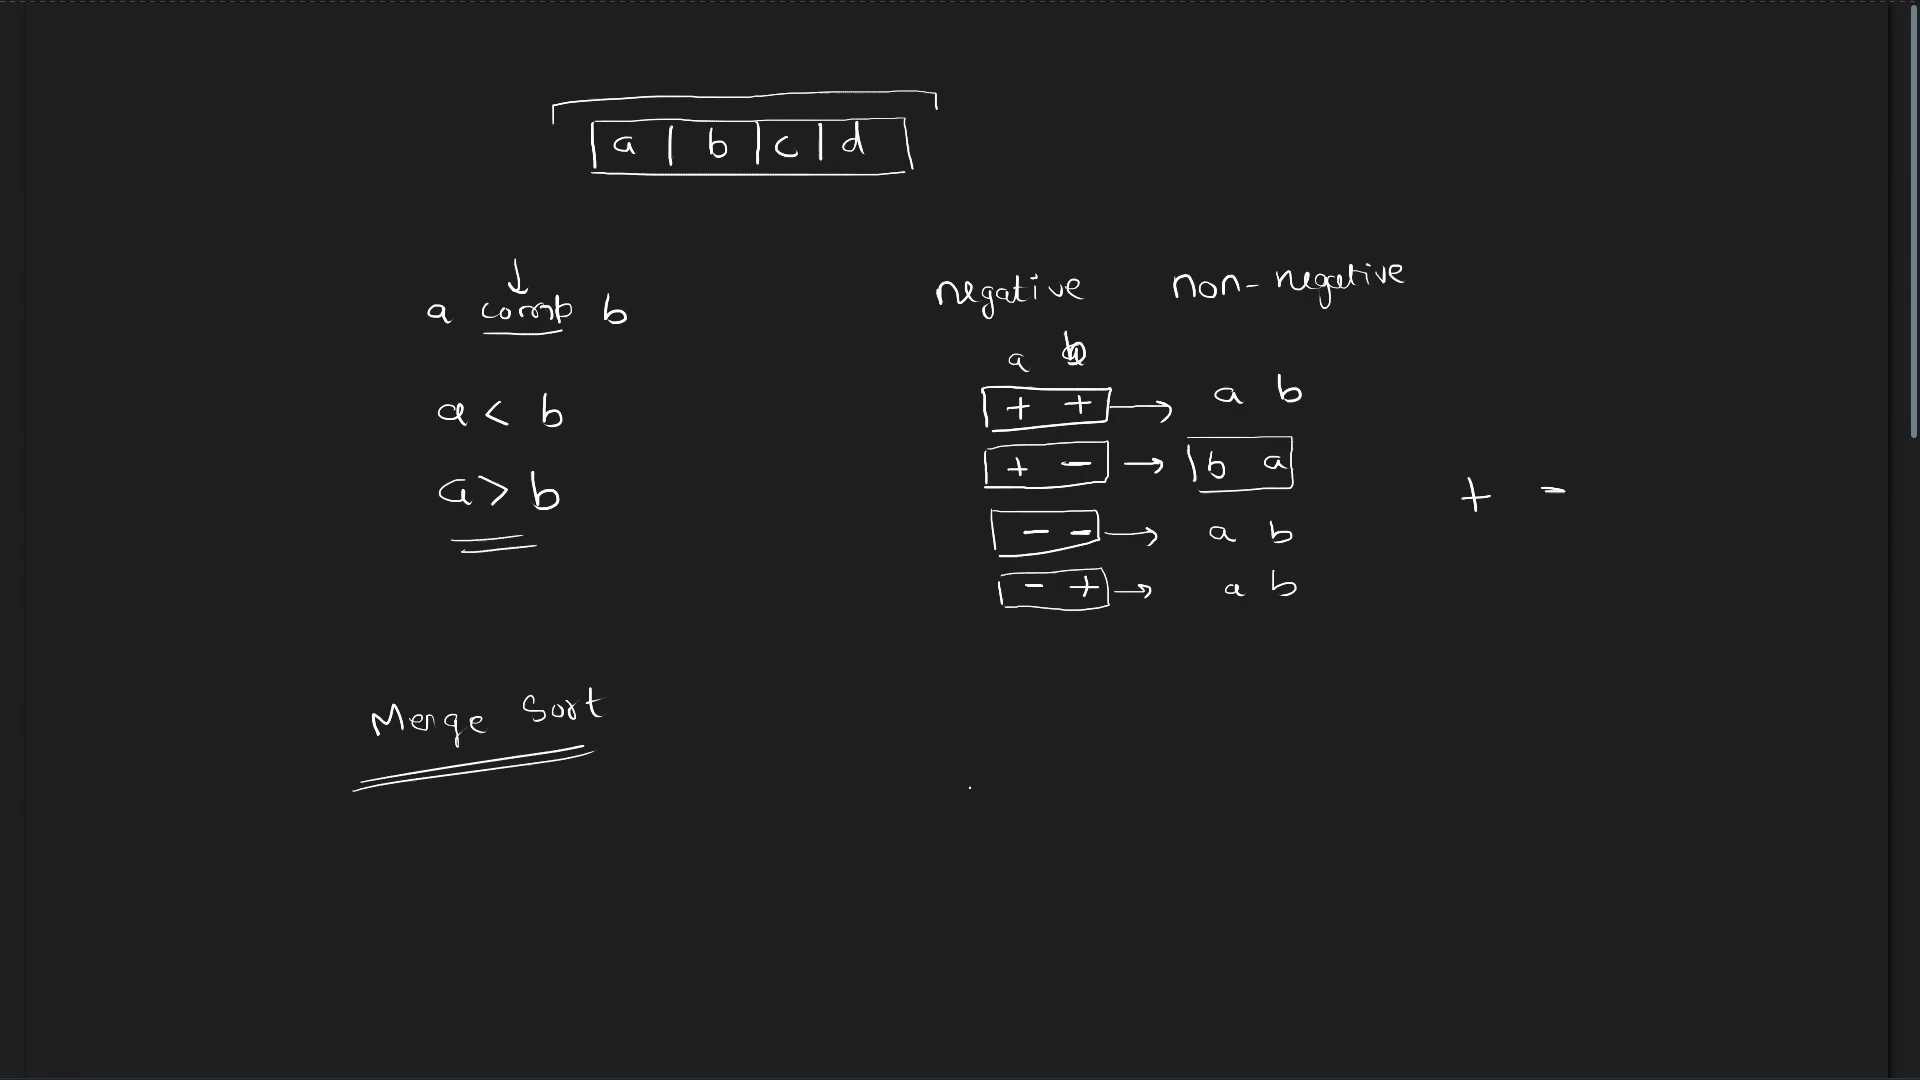 a | b | c | d
a comp b
negative non-negative
a b
+ + → a b
a < b
+ - → b a
a > b
+ -
- - → a b
- + → a b
Merge Sort